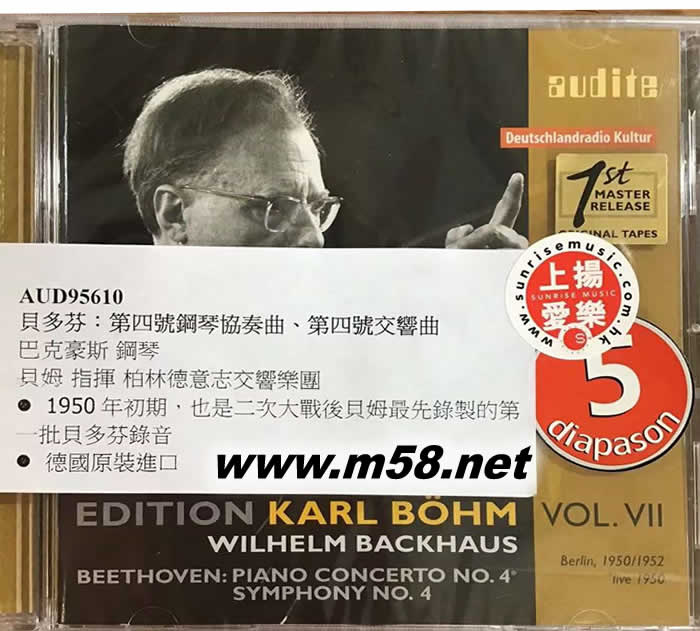 audite
Deutschlandradio Kultur
1st
MASTER
RELEASE
ORIGINAL TAPES
www.sunrisemusic.com.hk
上揚
SUNRISE MUSIC
愛樂
S
5
diapason
AUD95610
貝多芬：第四號鋼琴協奏曲、第四號交響曲
巴克豪斯 鋼琴
貝姆 指揮 柏林德意志交響樂團
● 1950 年初期，也是二次大戰後貝姆最先錄製的第
一批貝多芬錄音
● 德國原裝進口
www.m58.net
EDITION KARL BÖHM VOL. VII
WILHELM BACKHAUS
Berlin, 1950/1952
BEETHOVEN: PIANO CONCERTO NO. 4*
*live 1950
SYMPHONY NO. 4